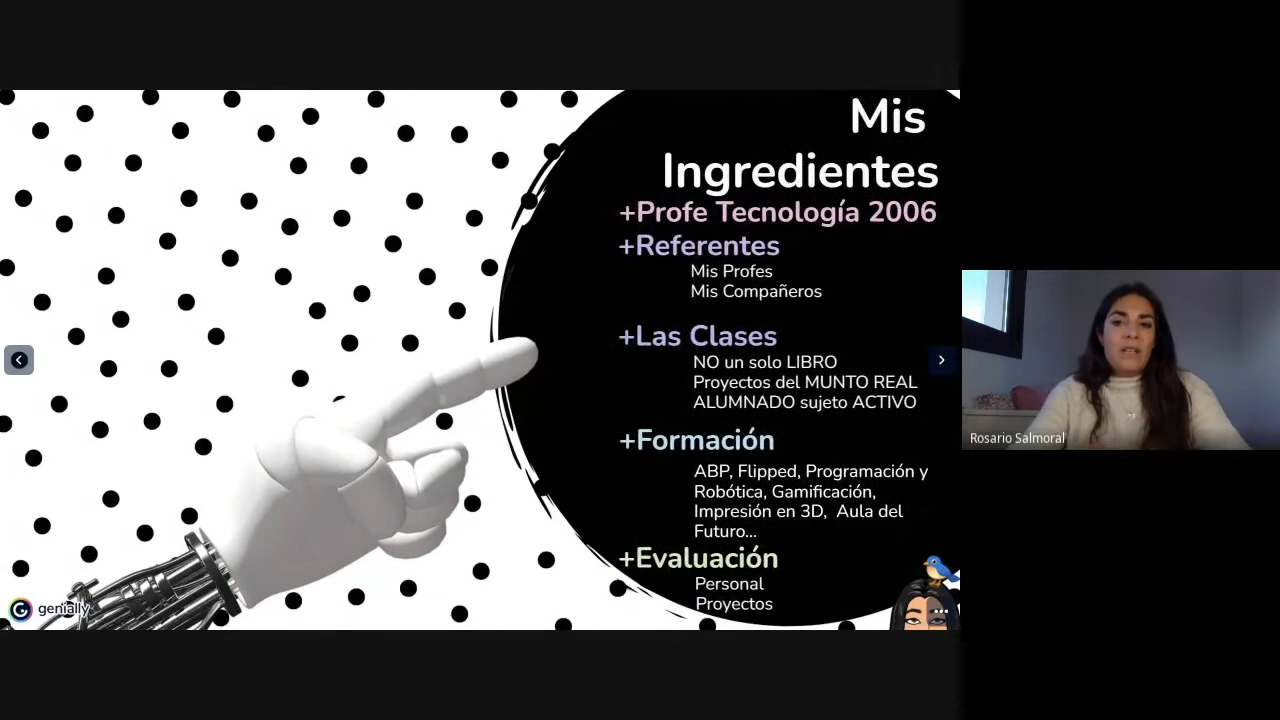 Mis
Ingredientes
+Profe Tecnología 2006
+Referentes
Mis Profes
Mis Compañeros
+Las Clases
NO un solo LIBRO
Proyectos del MUNTO REAL
ALUMNADO sujeto ACTIVO
+Formación
ABP, Flipped, Programación y
Robótica, Gamificación,
Impresión en 3D, Aula del
Futuro...
+Evaluación
Personal
Proyectos
genially
Rosario Salmoral